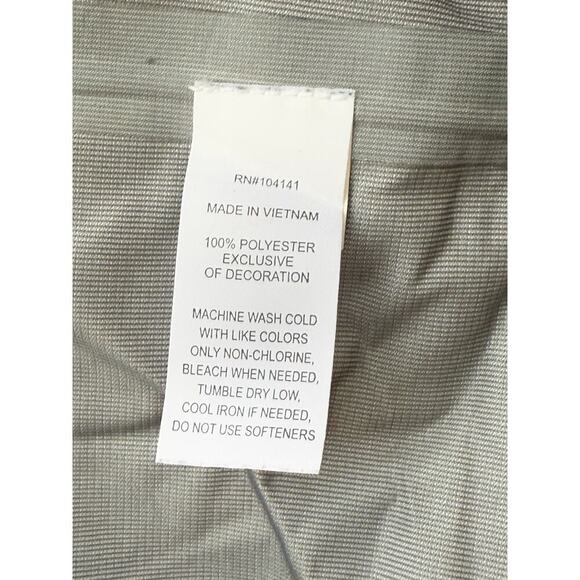 RN#104141
MADE IN VIETNAM
100% POLYESTER
EXCLUSIVE
OF DECORATION
MACHINE WASH COLD
WITH LIKE COLORS
ONLY NON-CHLORINE,
BLEACH WHEN NEEDED,
TUMBLE DRY LOW,
COOL IRON IF NEEDED,
DO NOT USE SOFTENERS